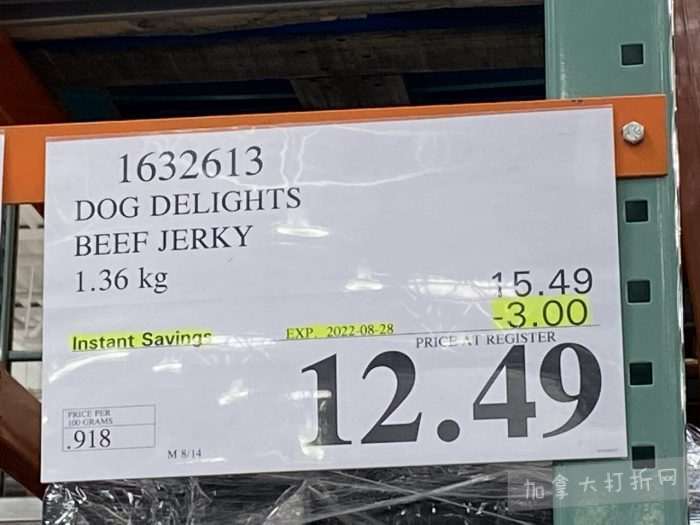 1632613
DOG DELIGHTS
BEEF JERKY
1.36 kg
15.49
-3.00
Instant Savings
EXP. 2022-08-28
PRICE AT REGISTER
12.49
PRICE PER
100 GRAMS
.918
M 8/14
加拿大打折网